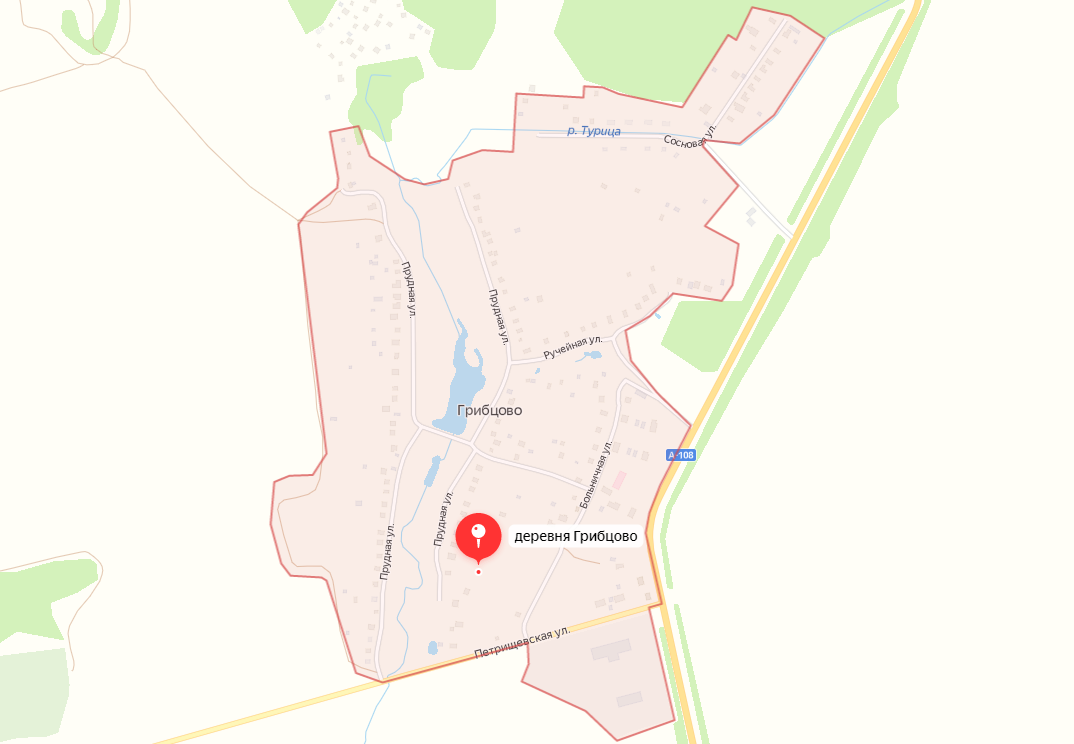 р. Турица
Сосновая ул.
Прудная ул.
Прудная ул.
Ручейная ул.
Грибцово
А-108
Больничная ул.
Прудная ул.
Прудная ул.
деревня Грибцово
Петрищевская ул.